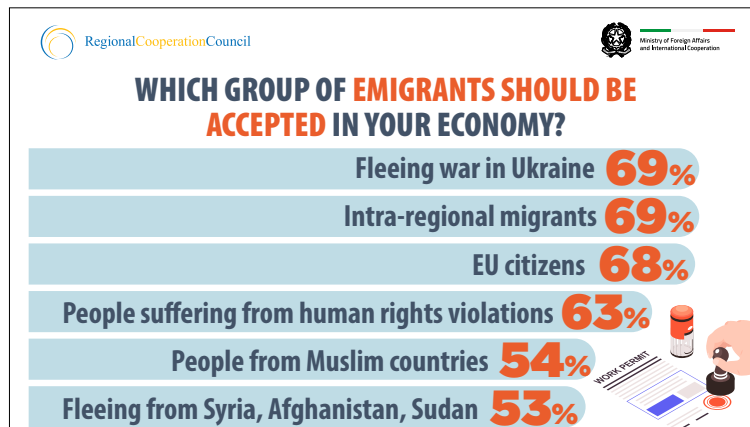 RegionalCooperationCouncil
Ministry of Foreign Affairs
and International Cooperation
WHICH GROUP OF EMIGRANTS SHOULD BE
ACCEPTED IN YOUR ECONOMY?
Fleeing war in Ukraine 69%
Intra-regional migrants 69%
EU citizens 68%
People suffering from human rights violations 63%
People from Muslim countries 54%
WORK PERMIT
Fleeing from Syria, Afghanistan, Sudan 53%